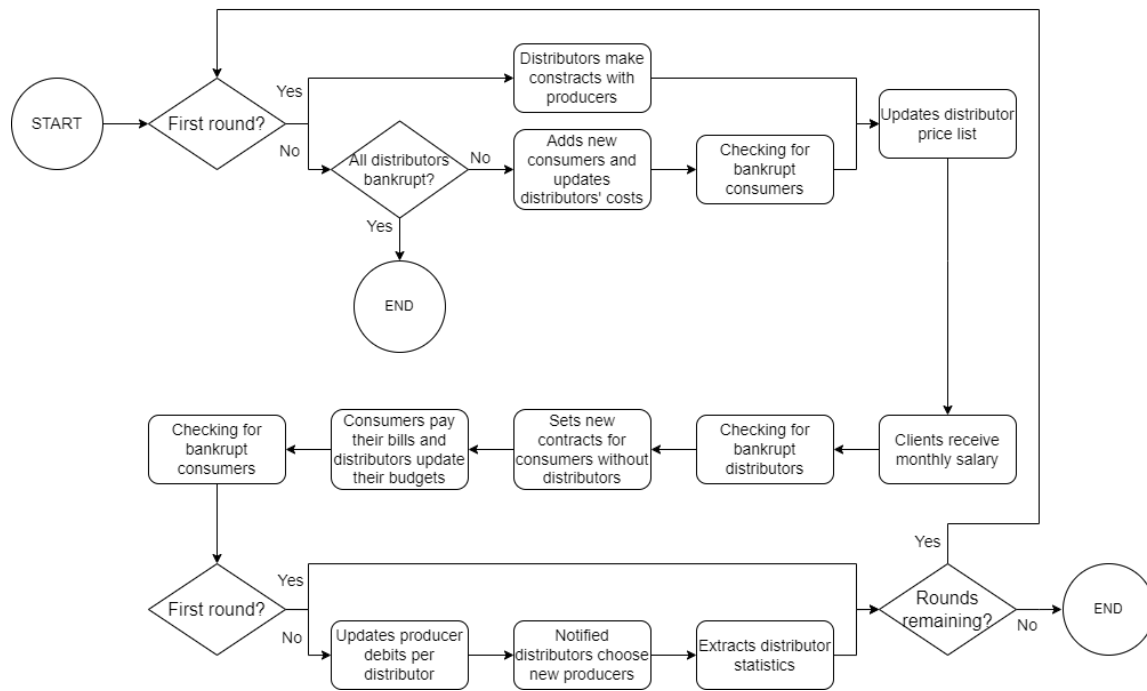 START
First round?
Yes
No
Distributors make
constracts with
producers
All distributors
bankrupt?
No
Yes
END
Adds new
consumers and
updates
distributors' costs
Checking for
bankrupt
consumers
Updates distributor
price list
Clients receive
monthly salary
Checking for
bankrupt
distributors
Sets new
contracts for
consumers without
distributors
Consumers pay
their bills and
distributors update
their budgets
Checking for
bankrupt
consumers
First round?
Yes
No
Updates producer
debits per
distributor
Notified
distributors choose
new producers
Extracts distributor
statistics
Rounds
remaining?
Yes
No
END